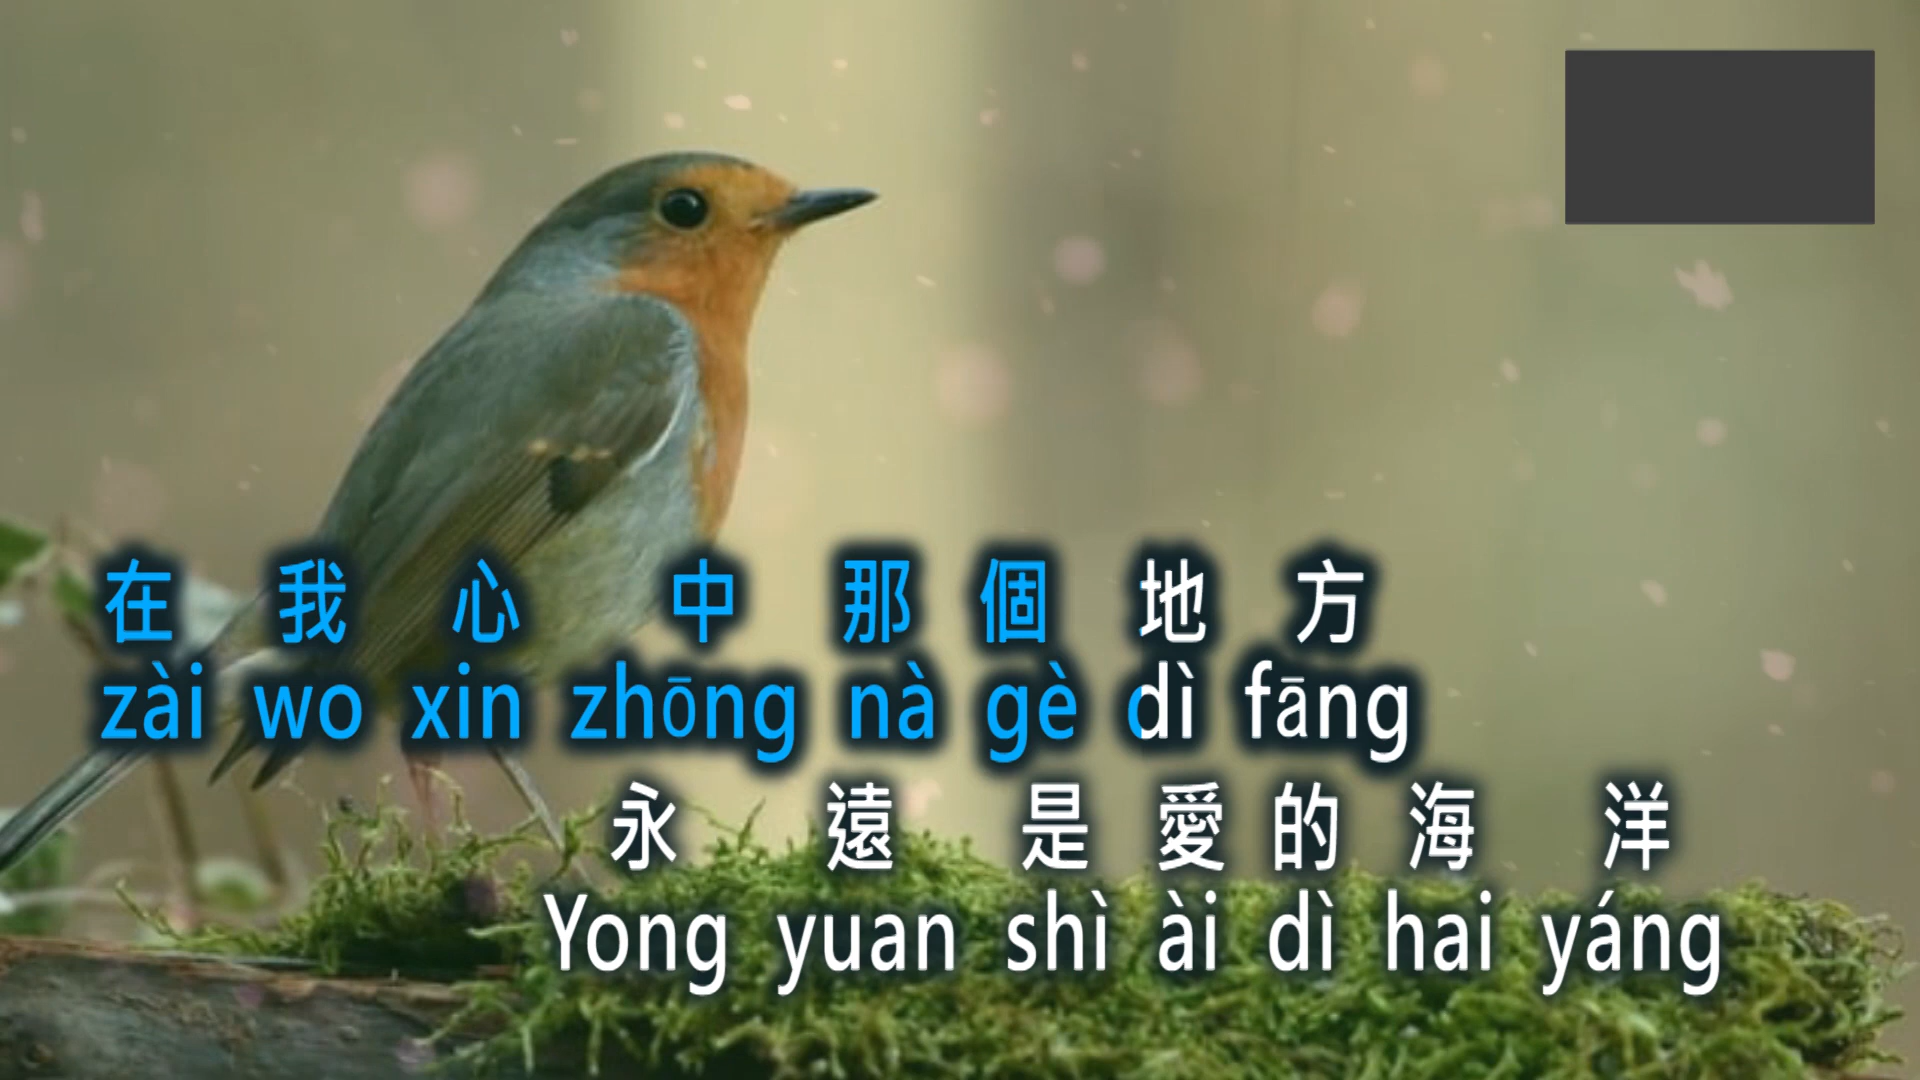 在 我 心 中 那 個 地 方
zài wo xin zhōng nà gè dì fāng
永 遠 是 愛 的 海 洋
Yong yuan shì ài dì hai yáng